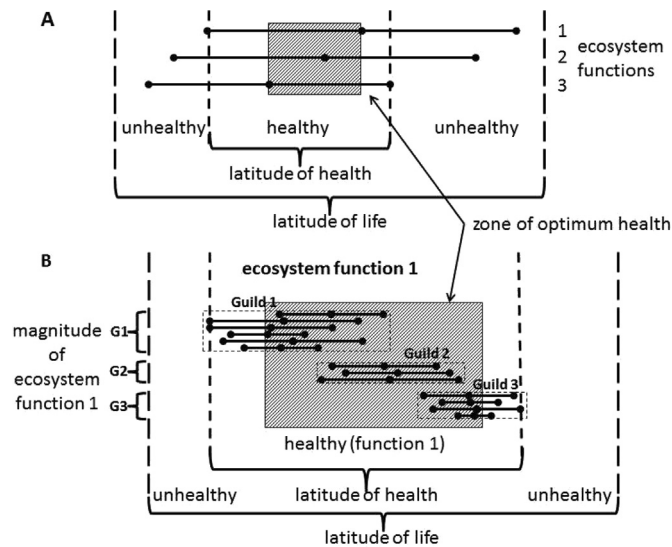 A
1
2
3
ecosystem
functions
unhealthy
healthy
unhealthy
latitude of health
latitude of life
zone of optimum health
B
ecosystem function 1
Guild 1
G1
magnitude
of
ecosystem
function 1
Guild 2
G2
Guild 3
G3
healthy (function 1)
unhealthy
latitude of health
unhealthy
latitude of life